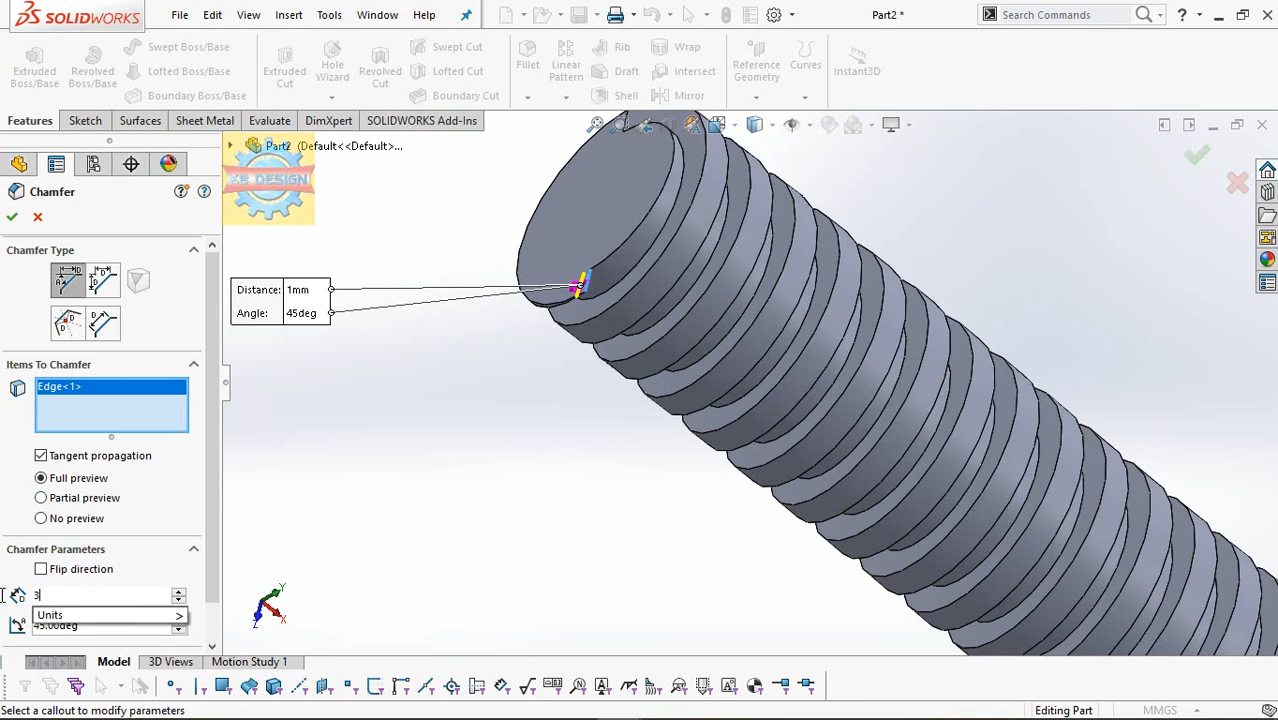 SOLIDWORKS
File Edit View Insert Tools Window Help
Part2 *
Search Commands
Extruded Boss/Base
Revolved Boss/Base
Swept Boss/Base
Lofted Boss/Base
Boundary Boss/Base
Extruded Cut
Hole Wizard
Revolved Cut
Swept Cut
Lofted Cut
Boundary Cut
Fillet
Linear Pattern
Rib
Draft
Shell
Wrap
Intersect
Mirror
Reference Geometry
Curves
Instant3D
Features Sketch Surfaces Sheet Metal Evaluate DimXpert SOLIDWORKS Add-Ins
Part2 (Default<<Default>...
KS DESIGN
Chamfer
Chamfer Type
Distance: 1mm
Angle: 45deg
Items To Chamfer
Edge<1>
Tangent propagation
Full preview
Partial preview
No preview
Chamfer Parameters
Flip direction
3
Units >
45.00deg
Y
X
Z
Model 3D Views Motion Study 1
Select a callout to modify parameters
Editing Part
MMGS